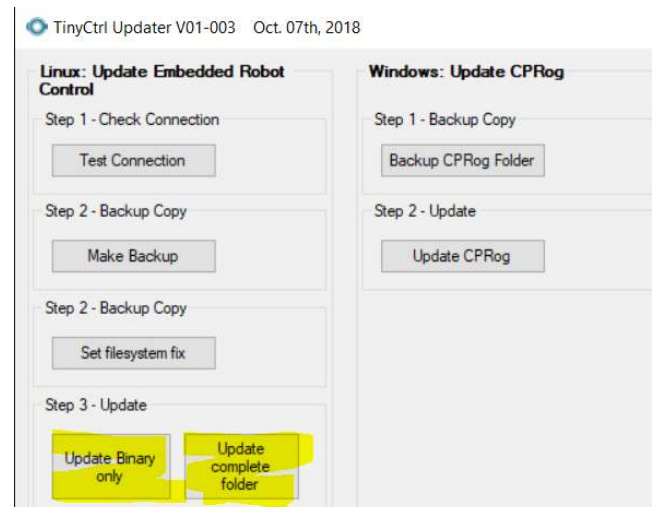 TinyCtrl Updater V01-003 Oct. 07th, 2018
Linux: Update Embedded Robot
Control
Step 1 - Check Connection
Test Connection
Step 2 - Backup Copy
Make Backup
Step 2 - Backup Copy
Set filesystem fix
Step 3 - Update
Update Binary
only
Update
complete
folder
Windows: Update CPRog
Step 1 - Backup Copy
Backup CPRog Folder
Step 2 - Update
Update CPRog